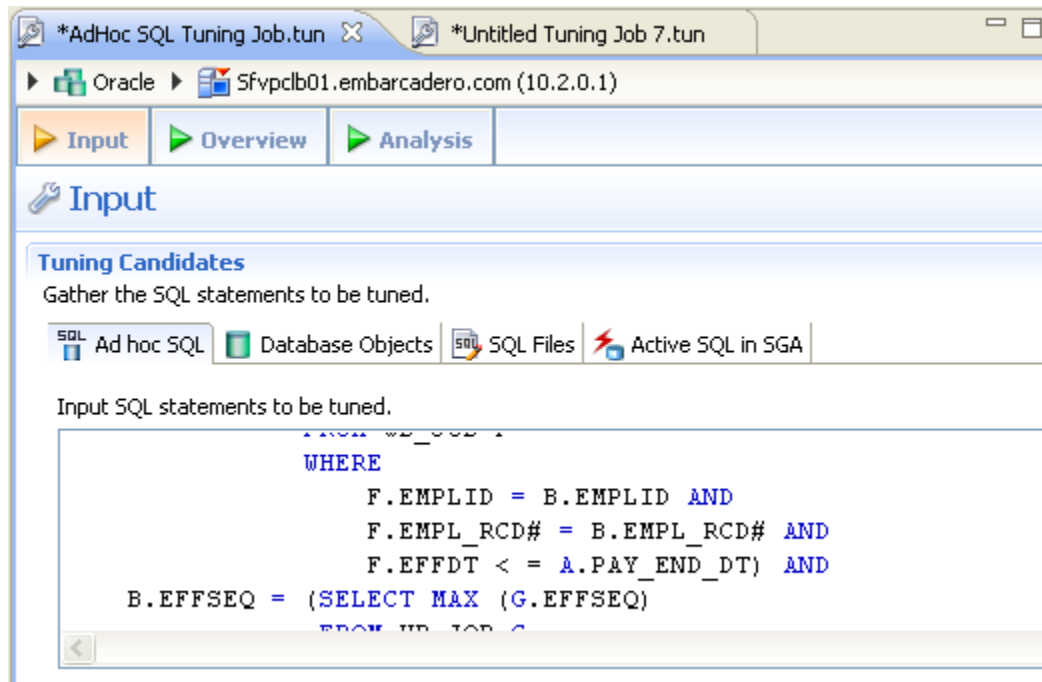 *AdHoc SQL Tuning Job.tun *Untitled Tuning Job 7.tun
Oracle Sfvpclb01.embarcadero.com (10.2.0.1)
Input Overview Analysis
Input
Tuning Candidates
Gather the SQL statements to be tuned.
SQL Ad hoc SQL Database Objects SQL SQL Files Active SQL in SGA
Input SQL statements to be tuned.
WHERE
F.EMPLID = B.EMPLID AND
F.EMPL_RCD# = B.EMPL_RCD# AND
F.EFFDT < = A.PAY_END_DT) AND
B.EFFSEQ = (SELECT MAX (G.EFFSEQ)